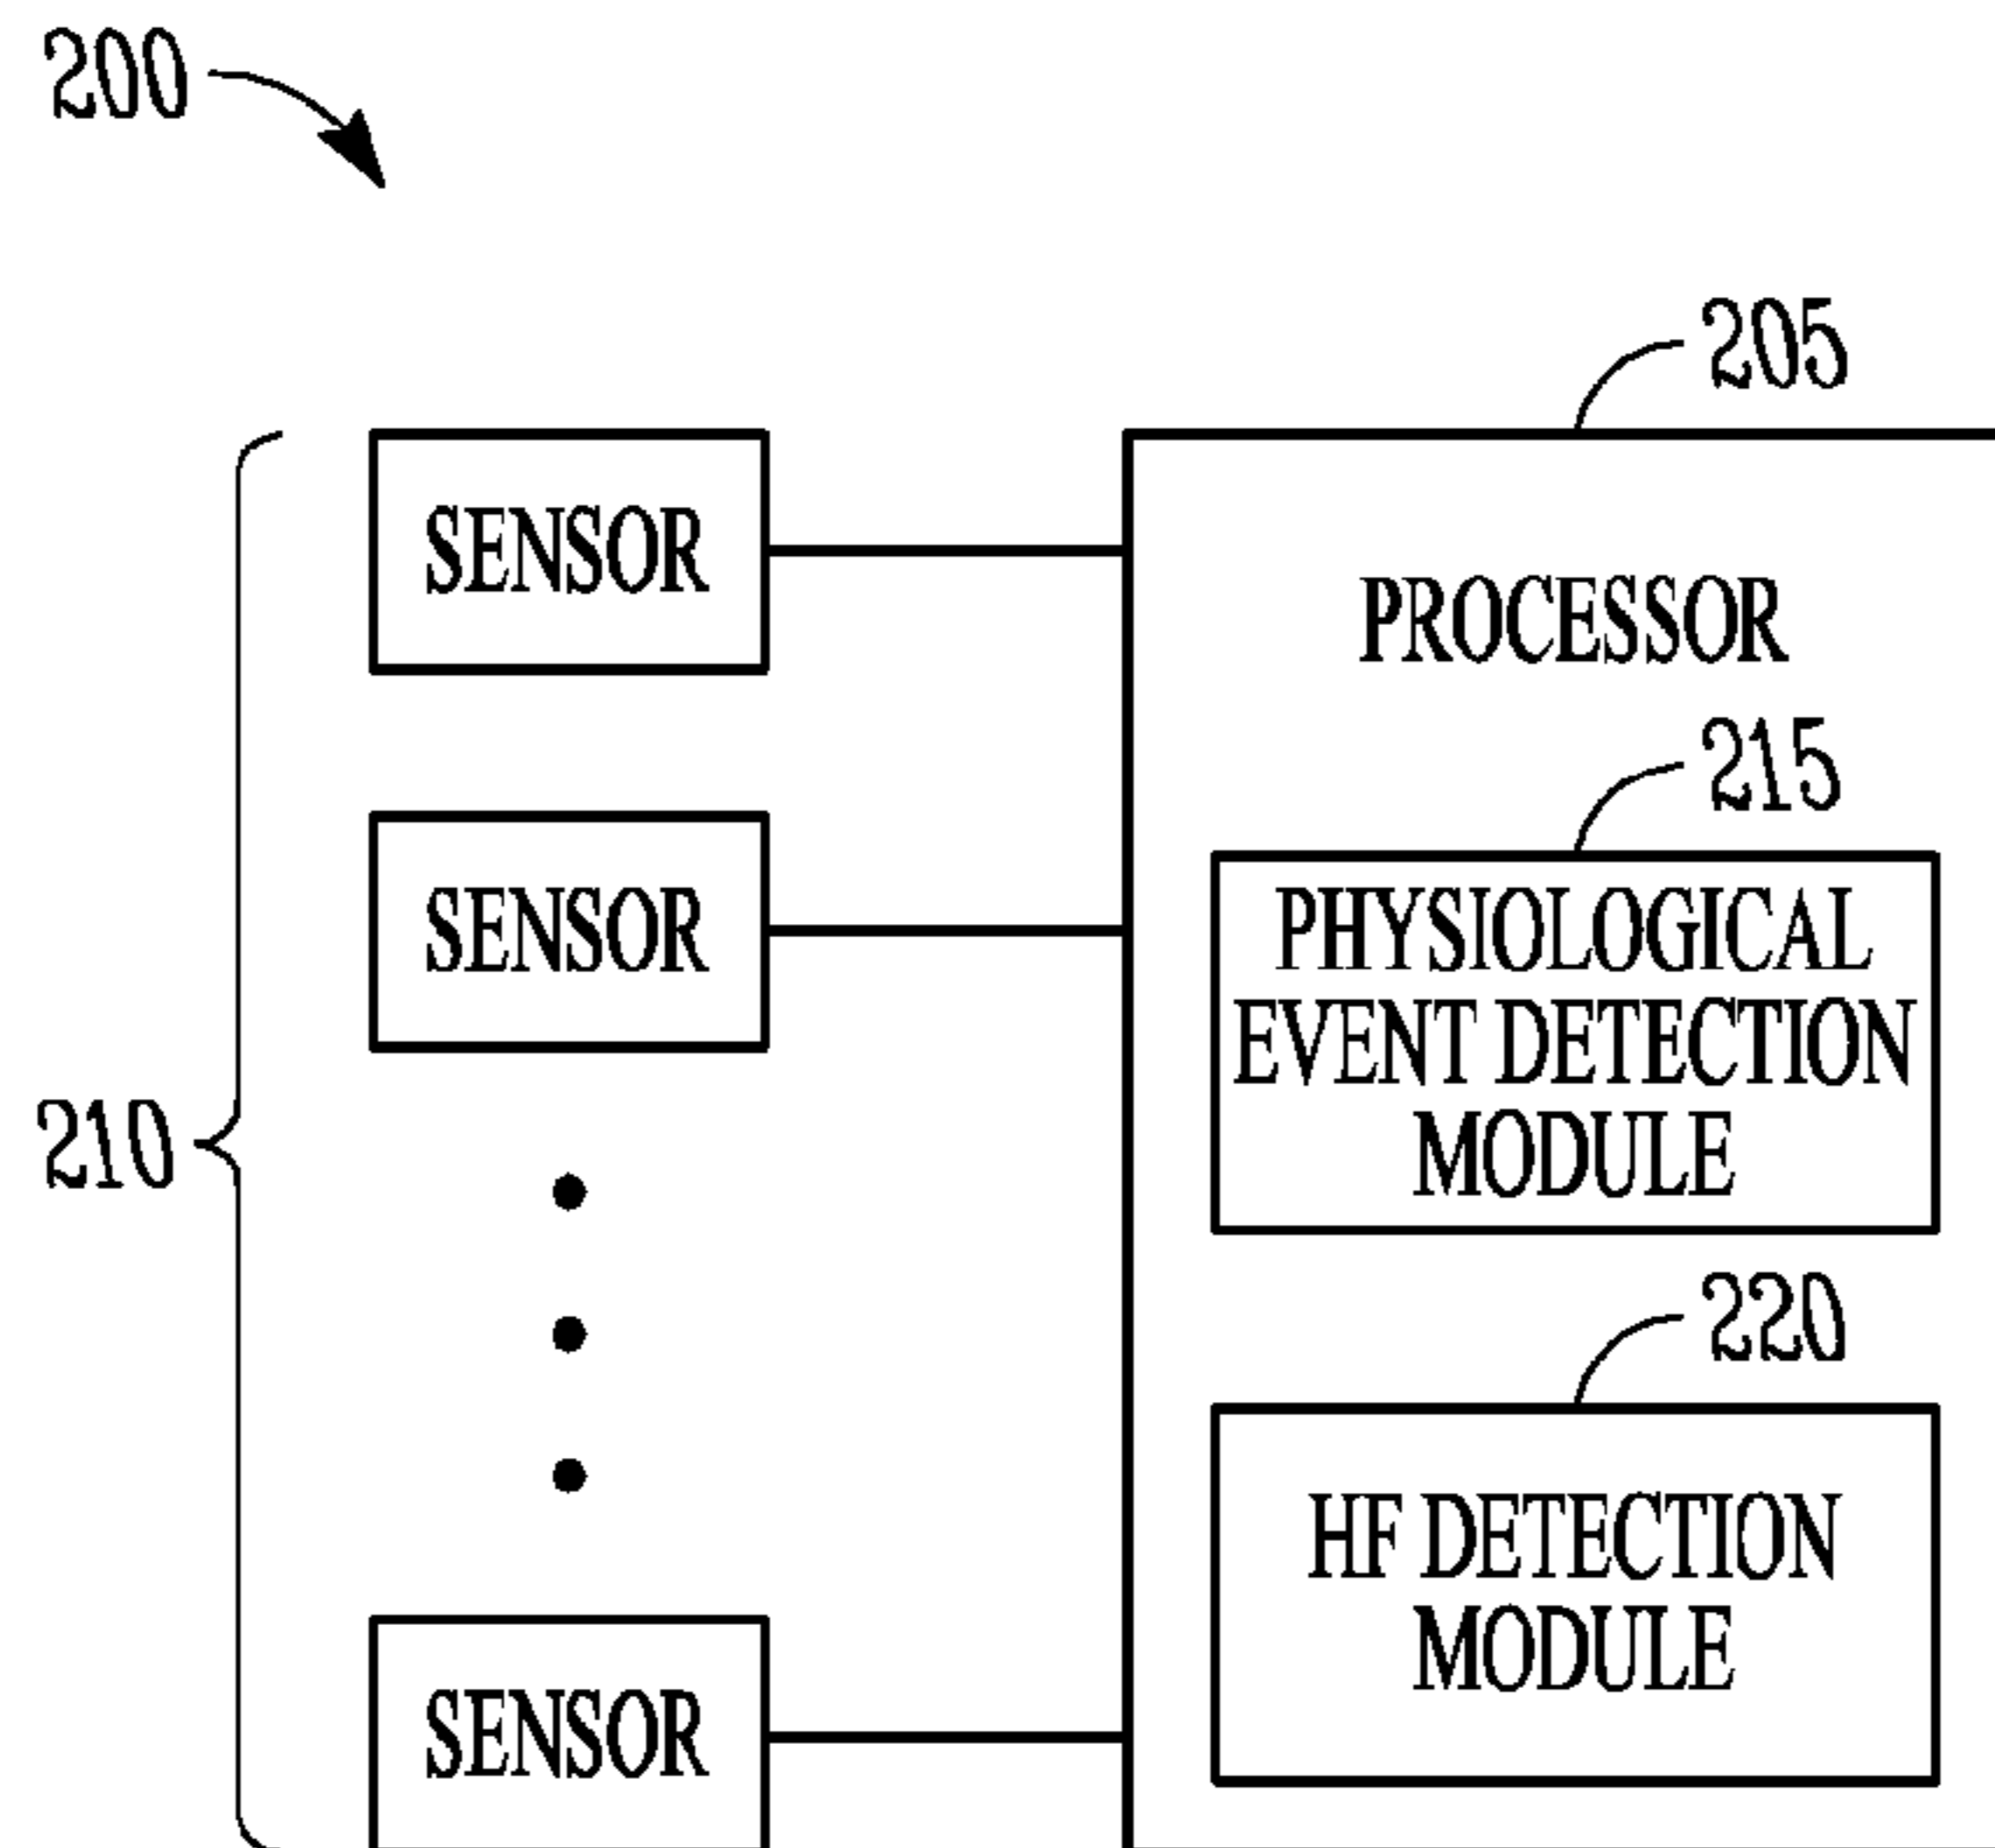 200
205
SENSOR
PROCESSOR
215
SENSOR
PHYSIOLOGICAL
EVENT DETECTION
MODULE
210
220
HF DETECTION
MODULE
SENSOR